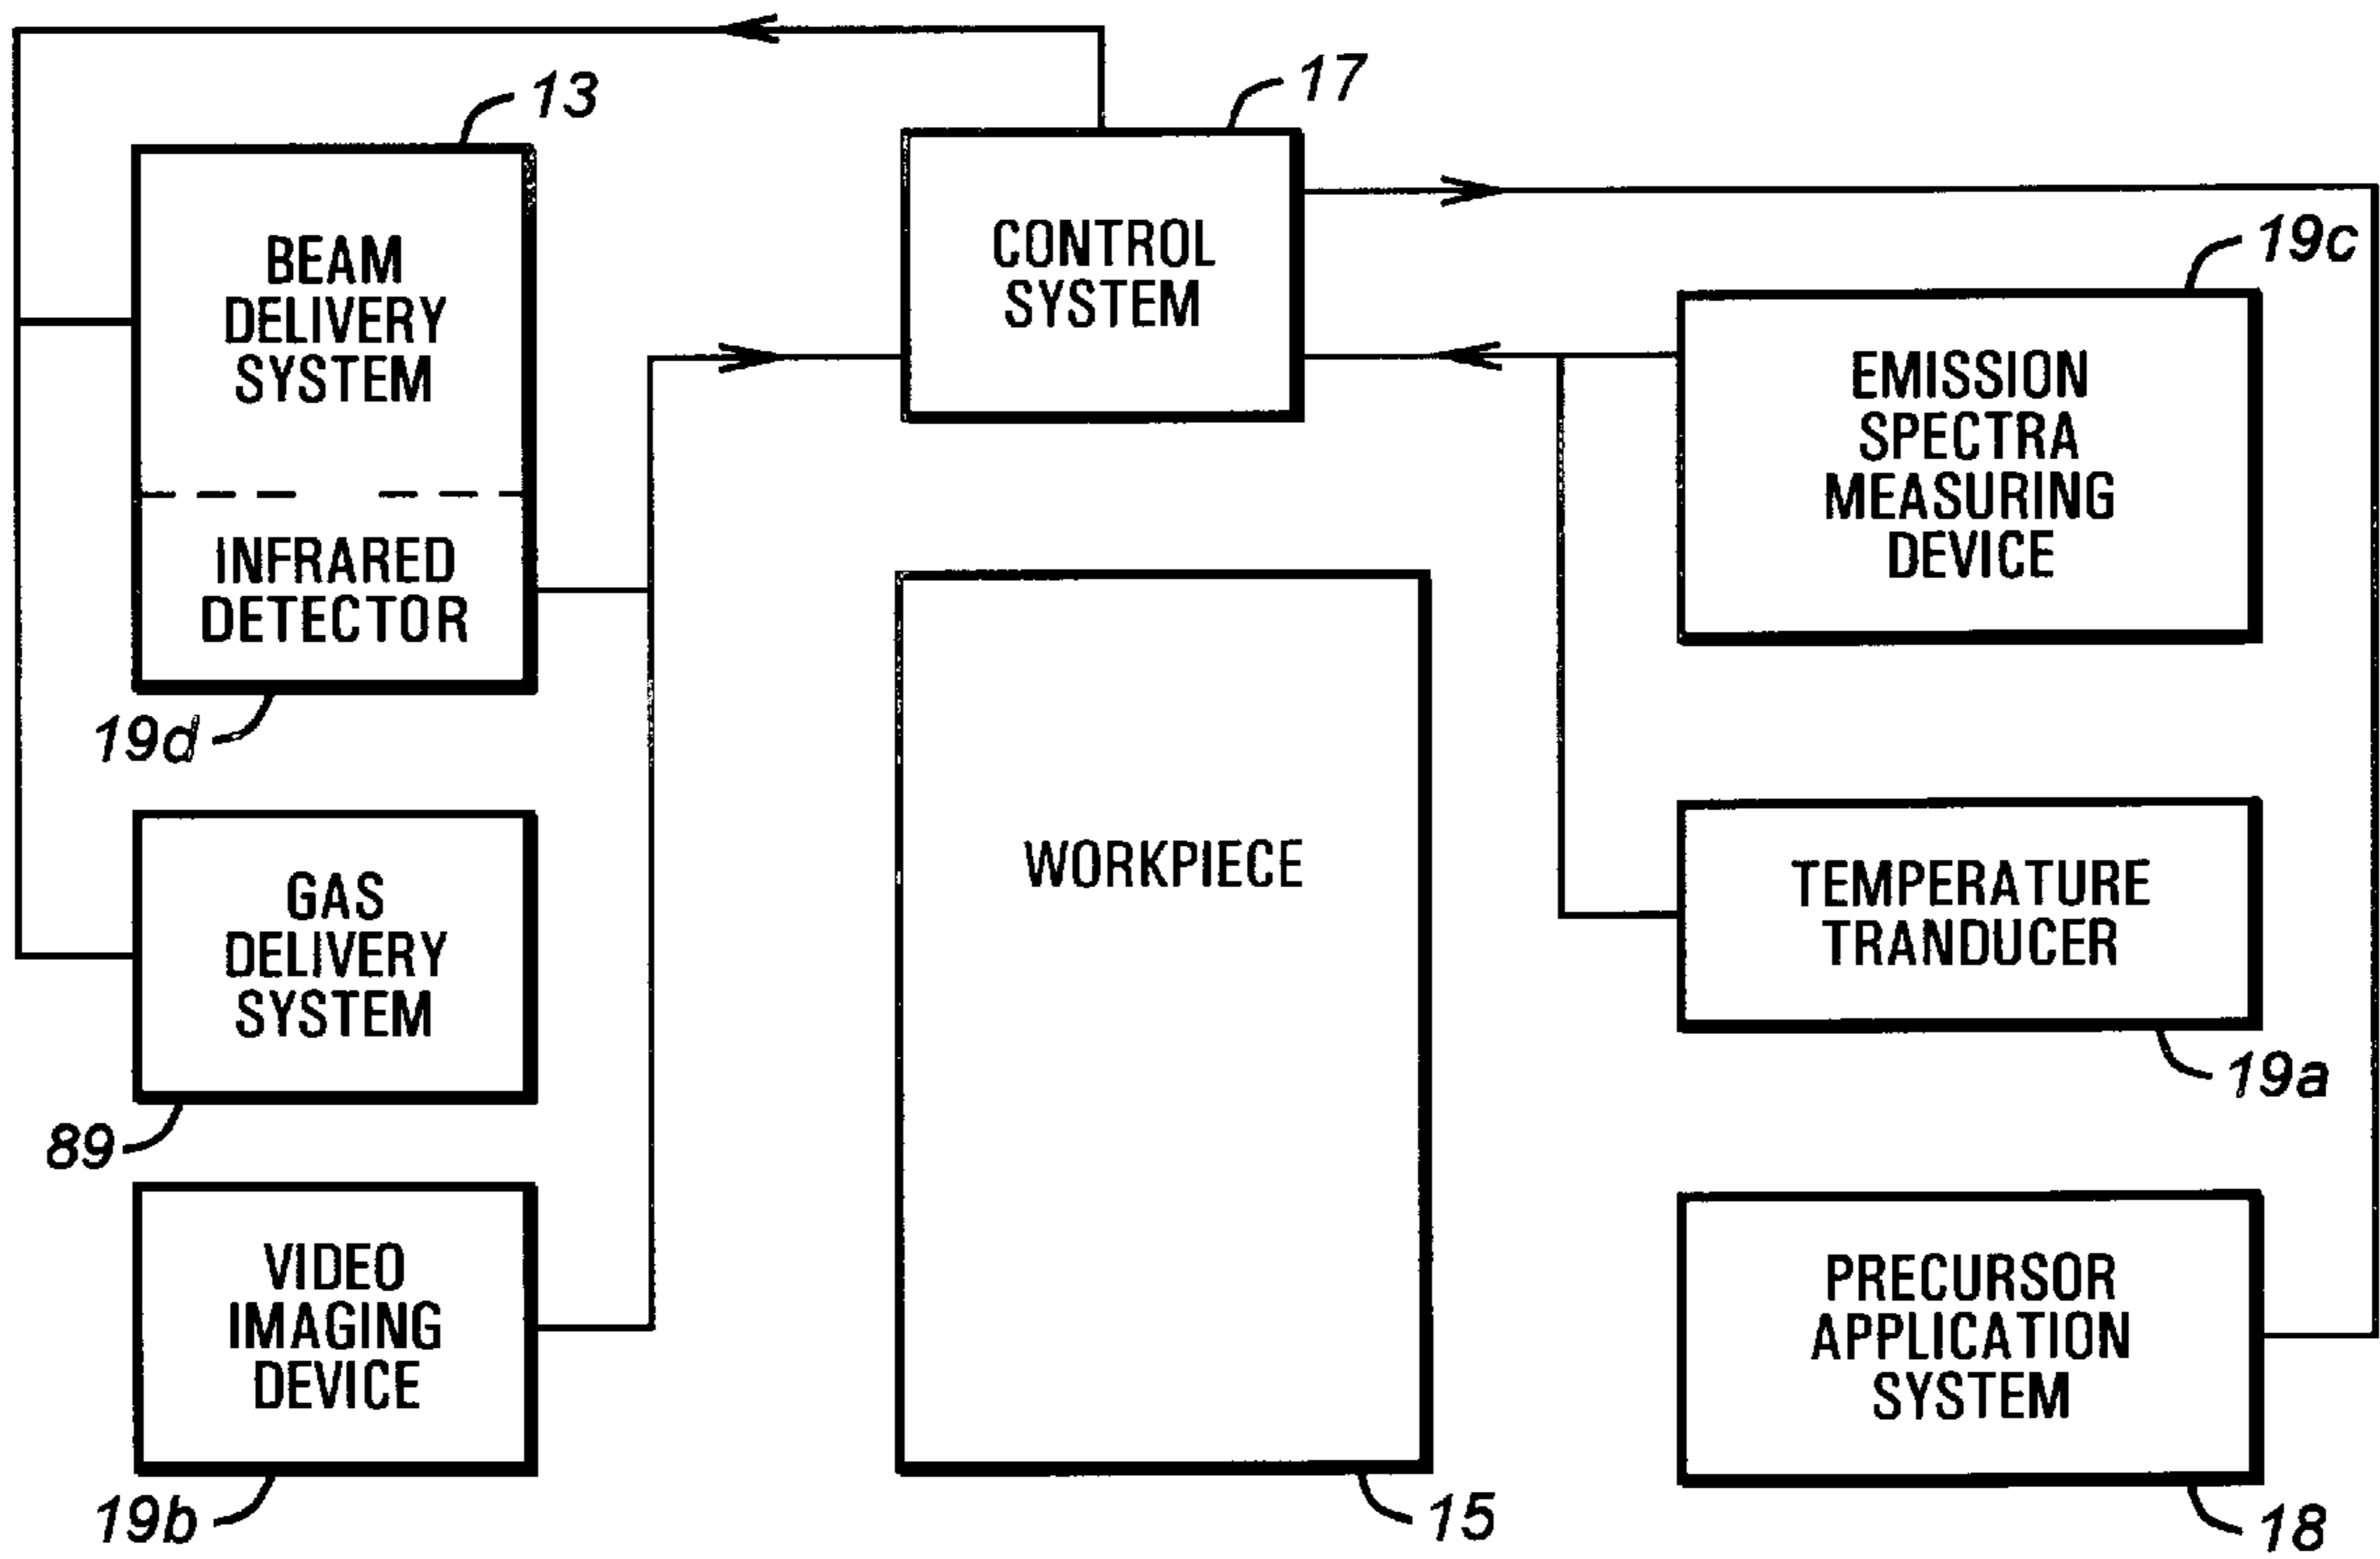 13
17
BEAM
DELIVERY
SYSTEM
INFRARED
DETECTOR
19d
CONTROL
SYSTEM
19c
EMISSION
SPECTRA
MEASURING
DEVICE
GAS
DELIVERY
SYSTEM
89
WORKPIECE
15
TEMPERATURE
TRANDUCER
19a
VIDEO
IMAGING
DEVICE
19b
PRECURSOR
APPLICATION
SYSTEM
18